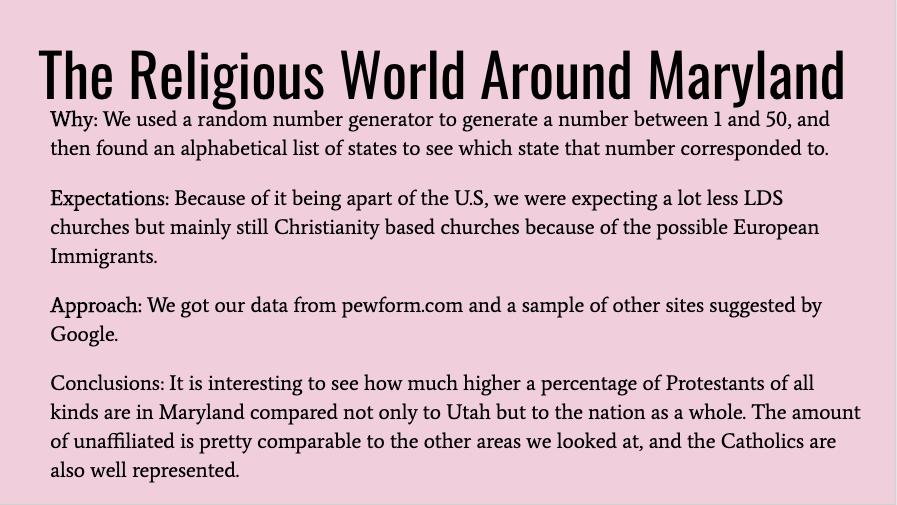 The Religious World Around Maryland
Why: We used a random number generator to generate a number between 1 and 50, and
then found an alphabetical list of states to see which state that number corresponded to.
Expectations: Because of it being apart of the U.S, we were expecting a lot less LDS
churches but mainly still Christianity based churches because of the possible European
Immigrants.
Approach: We got our data from pewform.com and a sample of other sites suggested by
Google.
Conclusions: It is interesting to see how much higher a percentage of Protestants of all
kinds are in Maryland compared not only to Utah but to the nation as a whole. The amount
of unaffiliated is pretty comparable to the other areas we looked at, and the Catholics are
also well represented.